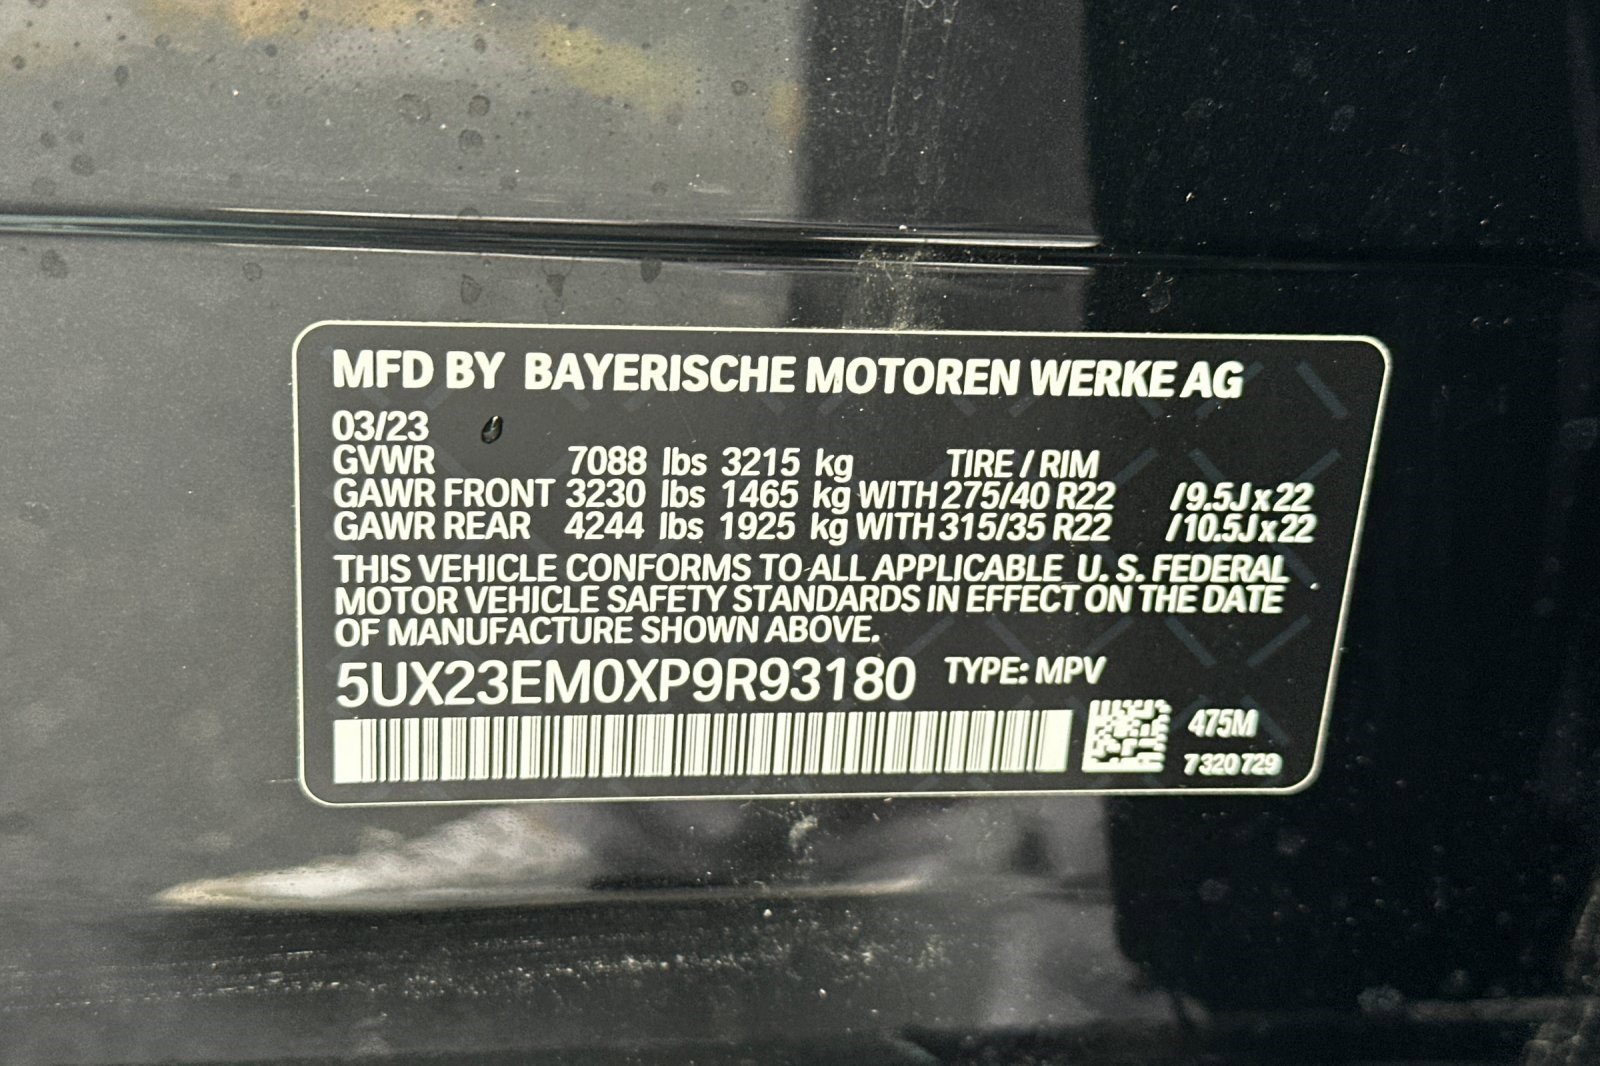 MFD BY BAYERISCHE MOTOREN WERKE AG
03/23
GVWR 7088 lbs 3215 kg TIRE / RIM
GAWR FRONT 3230 lbs 1465 kg WITH 275/40 R22 /9.5J x 22
GAWR REAR 4244 lbs 1925 kg WITH 315/35 R22 /10.5J x 22
THIS VEHICLE CONFORMS TO ALL APPLICABLE U. S. FEDERAL
MOTOR VEHICLE SAFETY STANDARDS IN EFFECT ON THE DATE
OF MANUFACTURE SHOWN ABOVE.
5UX23EM0XP9R93180 TYPE: MPV
475M
7 320 729